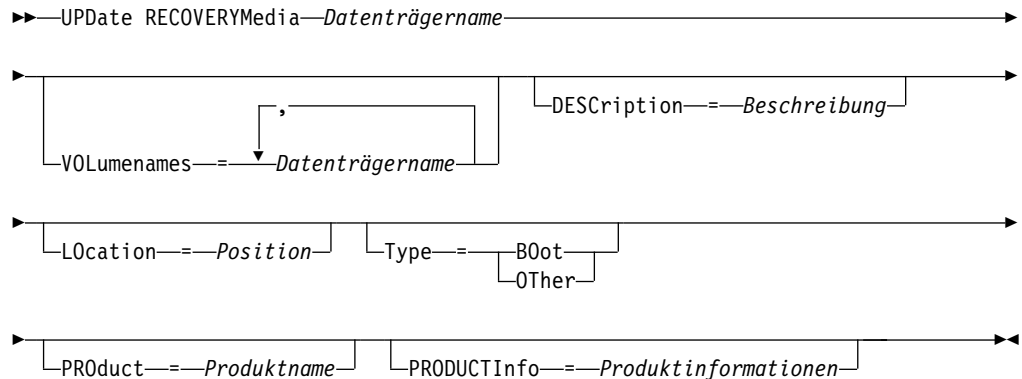 UPDate RECOVERYMedia Datenträgername
DESCription = Beschreibung
,
VOLumenames = Datenträgername
LOcation = Position Type = BOot
OTher
PROduct = Produktname PRODUCTInfo = Produktinformationen